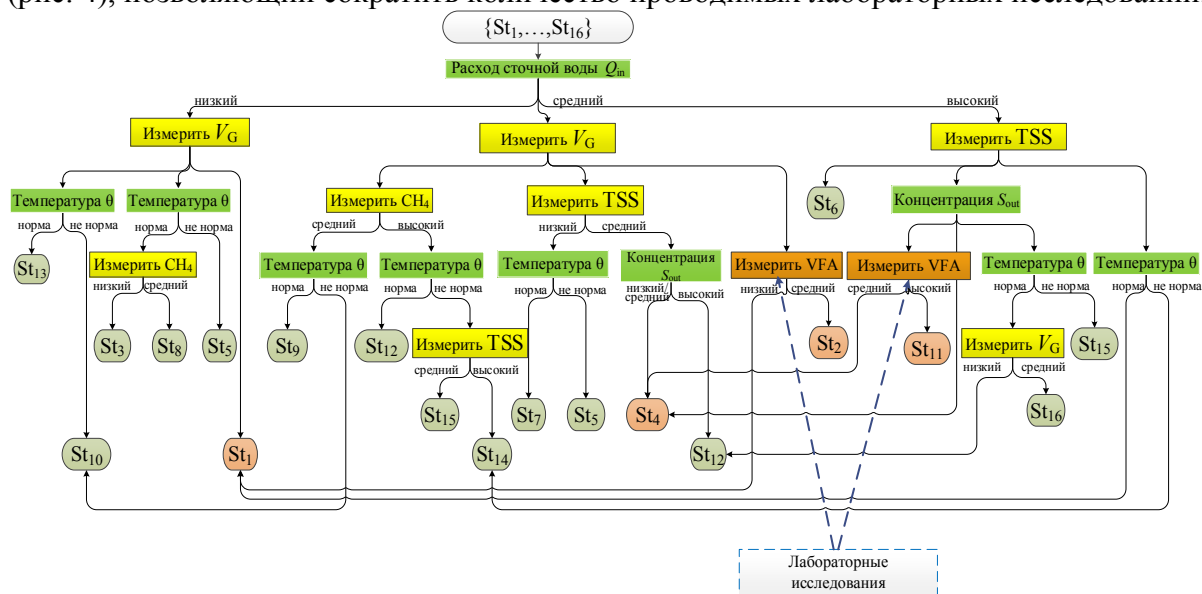 (рис. 4), позволяющий сократить количество проводимых лабораторных исследований
{St1,…,St16}
Расход сточной воды Qin
низкий
средний
высокий
Измерить VG
Измерить VG
Измерить TSS
Температура θ
Температура θ
Измерить CH4
Измерить TSS
St6
Концентрация Sout
норма
не норма
норма
не норма
средний
высокий
низкий
средний
St13
Измерить CH4
Температура θ
Температура θ
Температура θ
Концентрация
Sout
Измерить VFA
Измерить VFA
Температура θ
Температура θ
низкий
средний
норма
не норма
норма
не норма
норма
не норма
низкий/
средний
высокий
низкий
средний
средний
высокий
норма
не норма
норма
не норма
St3
St8
St5
St9
St12
Измерить TSS
St2
St11
Измерить VG
St15
средний
высокий
низкий
средний
St15
St7
St5
St4
St16
St10
St1
St14
St12
Лабораторные
исследования